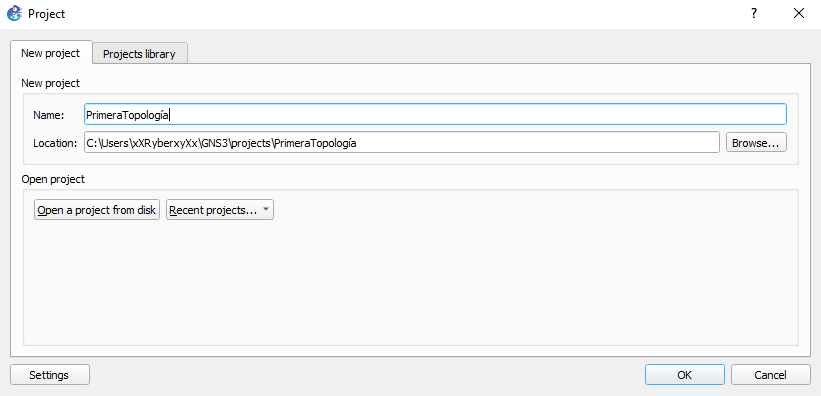 Project
?
New project
Projects library
New project
Name: PrimeraTopología
Location: C:\Users\xXRyberxyXx\GNS3\projects\PrimeraTopología Browse...
Open project
Open a project from disk Recent projects...
Settings OK Cancel